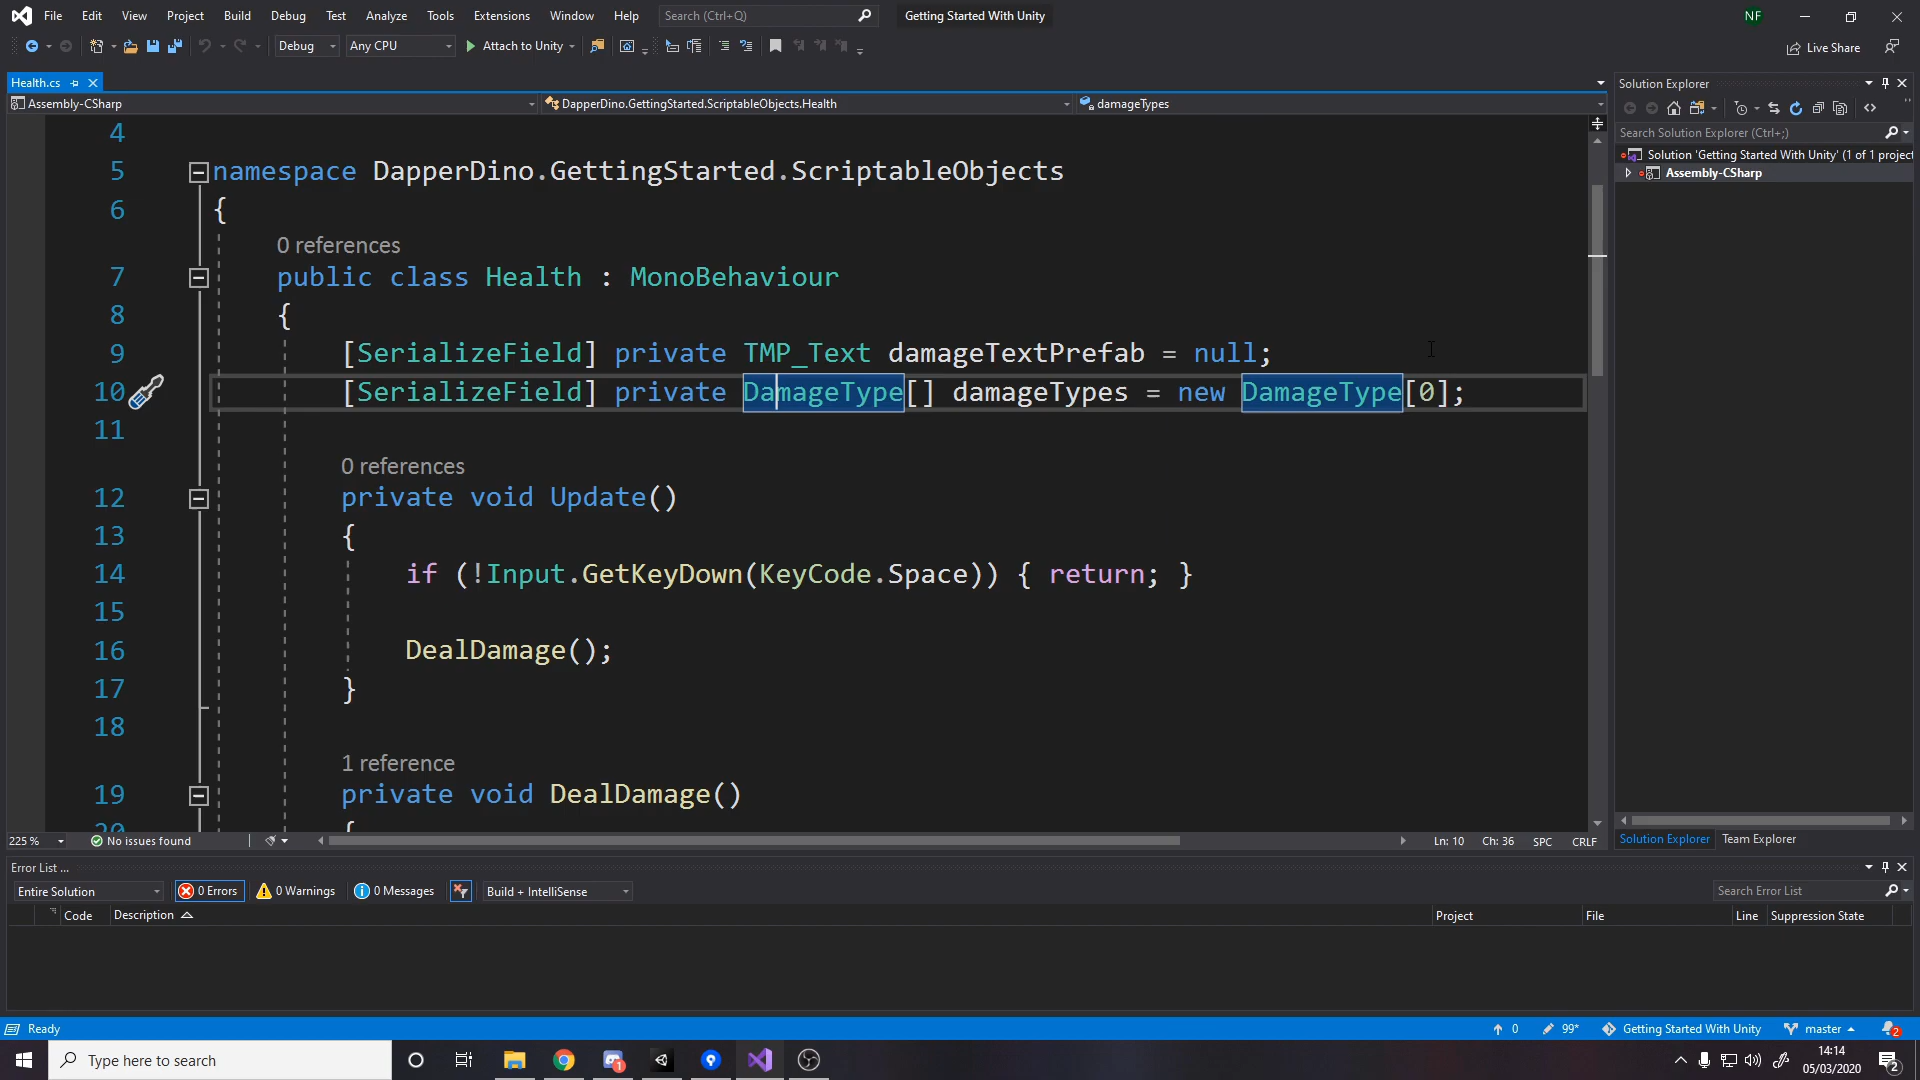 File Edit View Project Build Debug Test Analyze Tools Extensions Window Help Search (Ctrl+Q) Getting Started With Unity NF
Debug Any CPU Attach to Unity Live Share
Health.cs
Assembly-CSharp DapperDino.GettingStarted.ScriptableObjects.Health damageTypes
4
5 namespace DapperDino.GettingStarted.ScriptableObjects
6 {
0 references
7 public class Health : MonoBehaviour
8 {
9 [SerializeField] private TMP_Text damageTextPrefab = null;
10 [SerializeField] private DamageType[] damageTypes = new DamageType[0];
11
0 references
12 private void Update()
13 {
14 if (!Input.GetKeyDown(KeyCode.Space)) { return; }
15
16 DealDamage();
17 }
18
1 reference
19 private void DealDamage()
20 {
225 % No issues found Ln: 10 Ch: 36 SPC CRLF
Solution Explorer
Search Solution Explorer (Ctrl+;)
Solution 'Getting Started With Unity' (1 of 1 project
Assembly-CSharp
Solution Explorer Team Explorer
Error List ...
Entire Solution 0 Errors 0 Warnings 0 Messages Build + IntelliSense Search Error List
Code Description Project File Line Suppression State
Ready 0 99* Getting Started With Unity master 2
Type here to search 1 14:14
05/03/2020 2